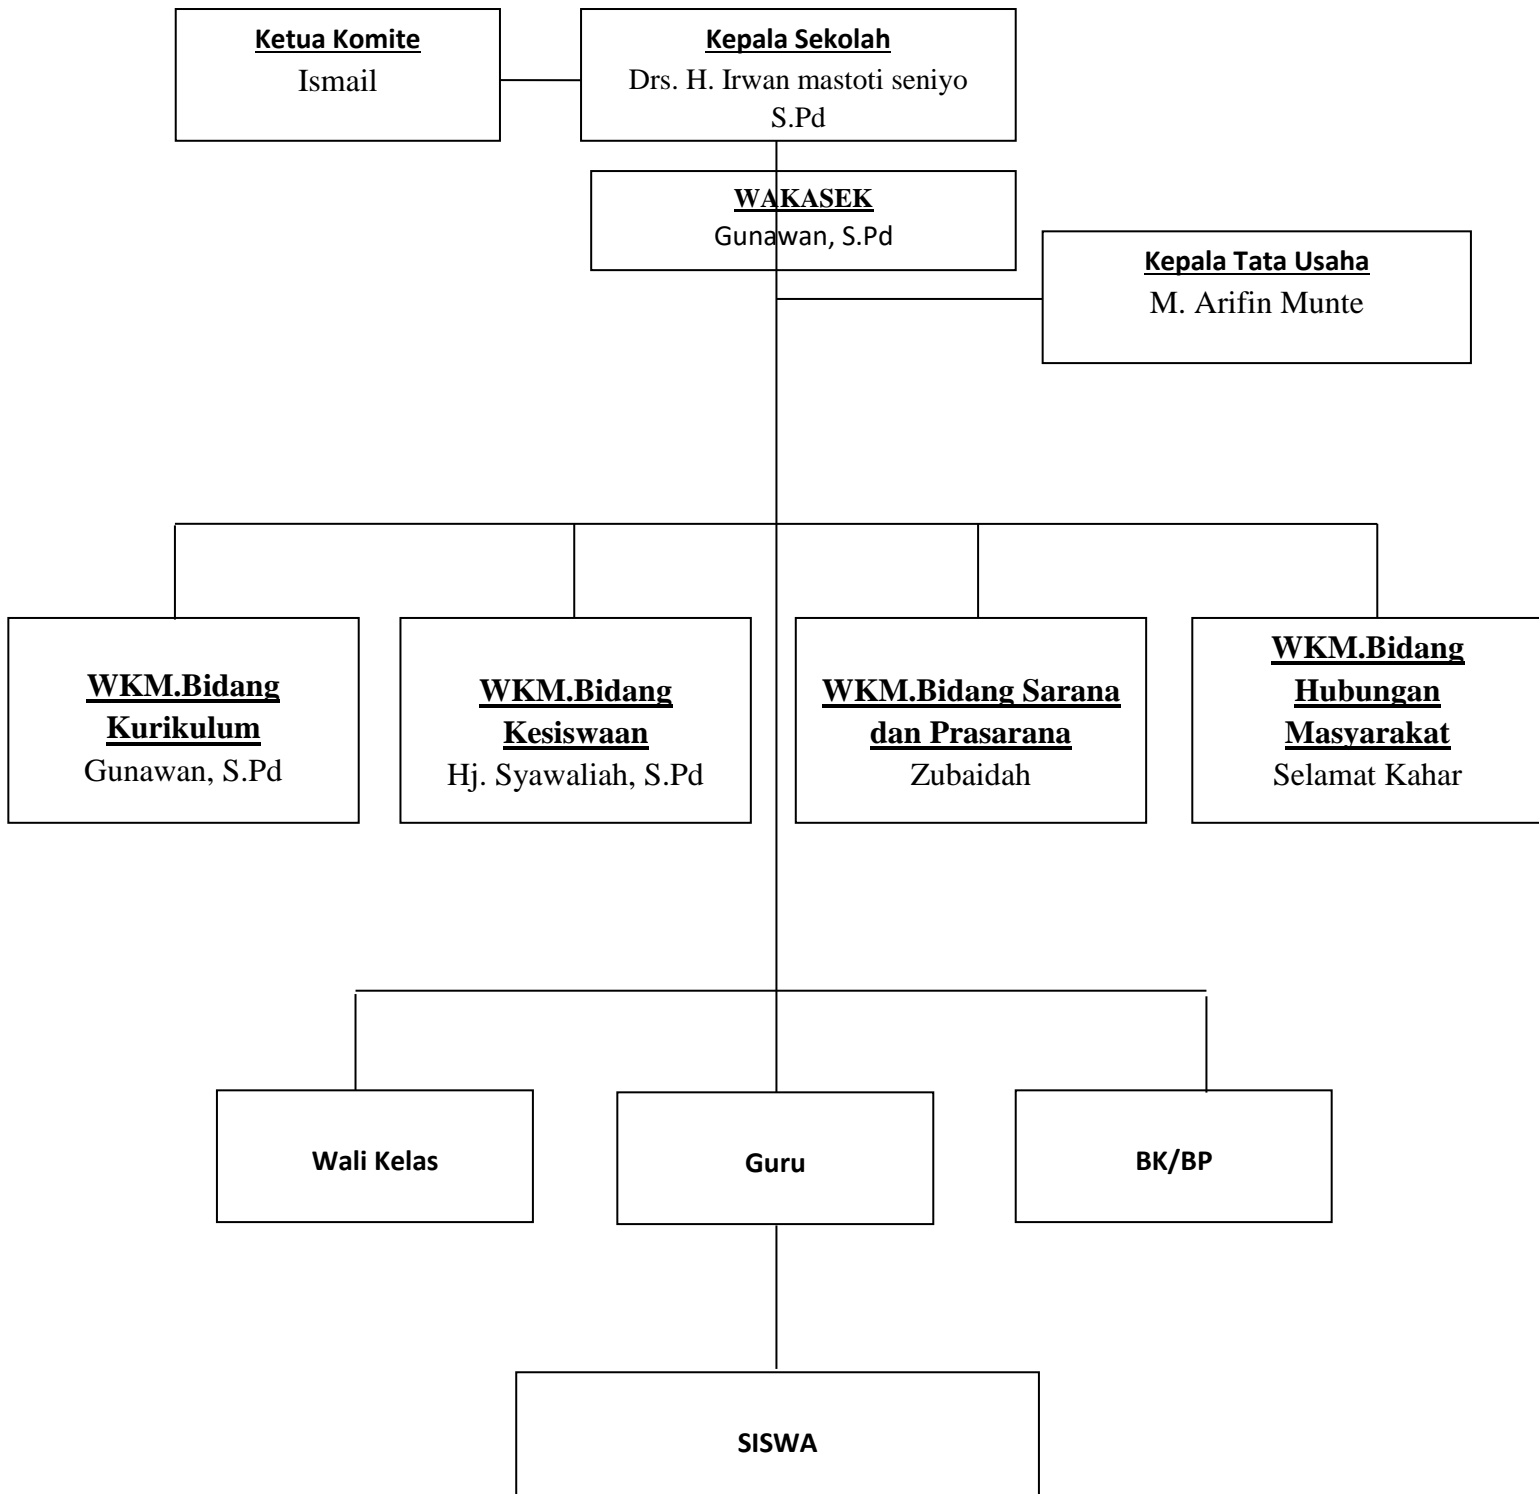 Ketua Komite
Ismail
Kepala Sekolah
Drs. H. Irwan mastoti seniyo
S.Pd
WAKASEK
Gunawan, S.Pd
Kepala Tata Usaha
M. Arifin Munte
WKM.Bidang
Kurikulum
Gunawan, S.Pd
WKM.Bidang
Kesiswaan
Hj. Syawaliah, S.Pd
WKM.Bidang Sarana
dan Prasarana
Zubaidah
WKM.Bidang
Hubungan
Masyarakat
Selamat Kahar
Wali Kelas
Guru
BK/BP
SISWA